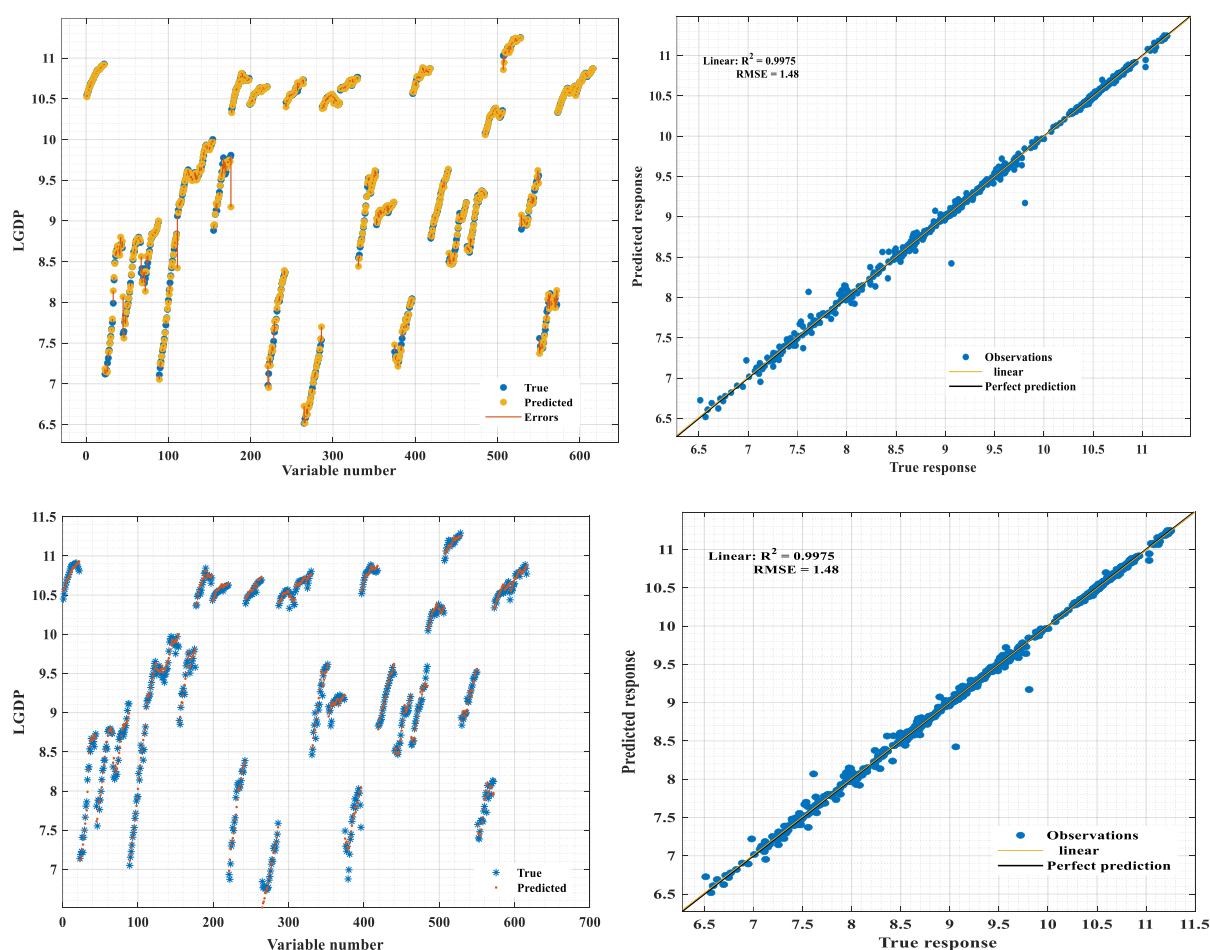 11
10.5
10
9.5
9
8.5
8
7.5
7
6.5
LGDP
0 100 200 300 400 500 600
Variable number
True
Predicted
Errors
Linear: R² = 0.9975
RMSE = 1.48
11
10.5
10
9.5
9
8.5
8
7.5
7
6.5
Predicted response
6.5 7 7.5 8 8.5 9 9.5 10 10.5 11
True response
Observations
linear
Perfect prediction
11.5
11
10.5
10
9.5
9
8.5
8
7.5
7
LGDP
0 100 200 300 400 500 600 700
Variable number
True
Predicted
Linear: R² = 0.9975
RMSE = 1.48
11
10.5
10
9.5
9
8.5
8
7.5
7
6.5
Predicted response
6.5 7 7.5 8 8.5 9 9.5 10 10.5 11 11.5
True response
Observations
linear
Perfect prediction